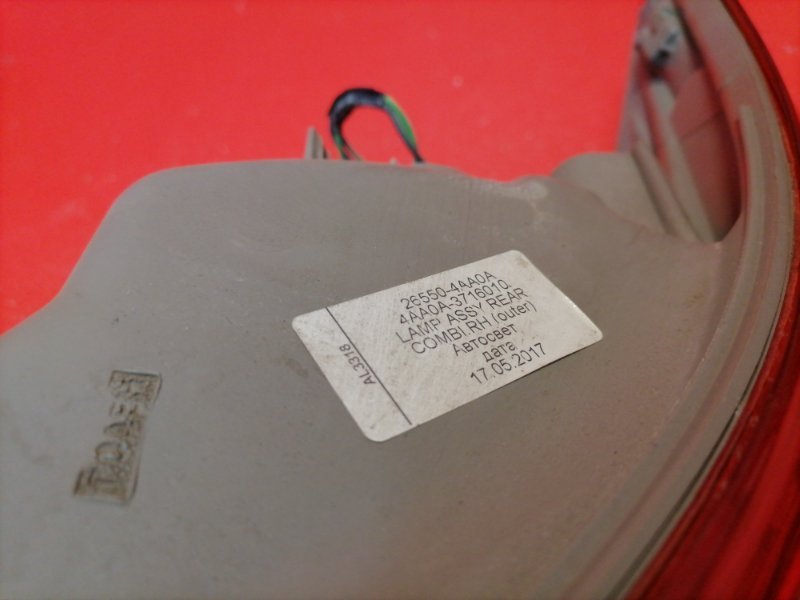 26550-4AA0A
4AA0A-3716010
LAMP ASSY REAR
COMBI.RH (outer)
Автосвет
дата
17.05.2017
AL3318